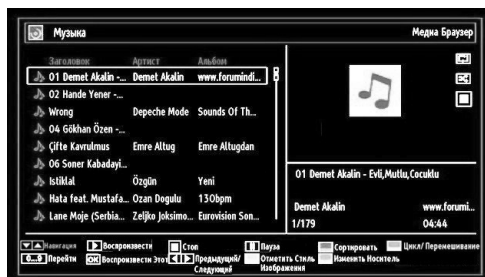 Музыка Медиа Браузер
Заголовок Артист Альбом
01 Demet Akalin -... Demet Akalin www.forumindi...
02 Hande Yener -...
Wrong Depeche Mode Sounds Of Th...
04 Gökhan Özen -...
Çifte Kavrulmus Emre Altug Emre Altugdan
06 Soner Kabadayi...
Istiklal Özgün Yeni
Hata feat. Mustafa... Ozan Dogulu 130bpm
Lane Moje (Serbia... Zeljko Joksimo... Eurovision Son...
01 Demet Akalin - Evli,Mutlu,Cocuklu
Demet Akalin www.forumi...
1/179 04:44
Навигация Воспроизвести Стоп Пауза Сортировать Цикл/ Перемешивание
0...9 Перейти OK Воспроизвести Этот Предыдущий/ Следующий Отметить Стиль Изображения Изменить Носитель